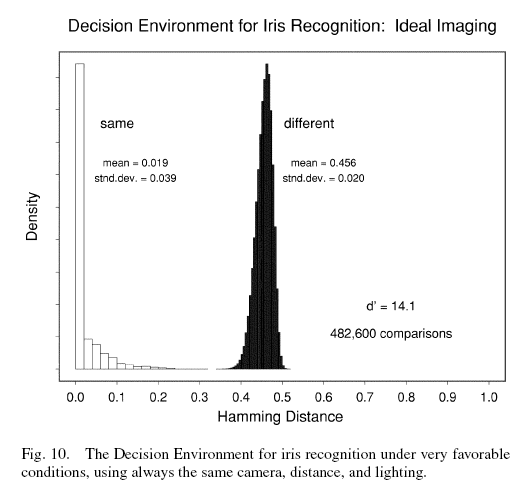 Decision Environment for Iris Recognition: Ideal Imaging
same
different
mean = 0.019
stnd.dev. = 0.039
mean = 0.456
stnd.dev. = 0.020
Density
d' = 14.1
482,600 comparisons
0.0 0.1 0.2 0.3 0.4 0.5 0.6 0.7 0.8 0.9 1.0
Hamming Distance
Fig. 10. The Decision Environment for iris recognition under very favorable
conditions, using always the same camera, distance, and lighting.